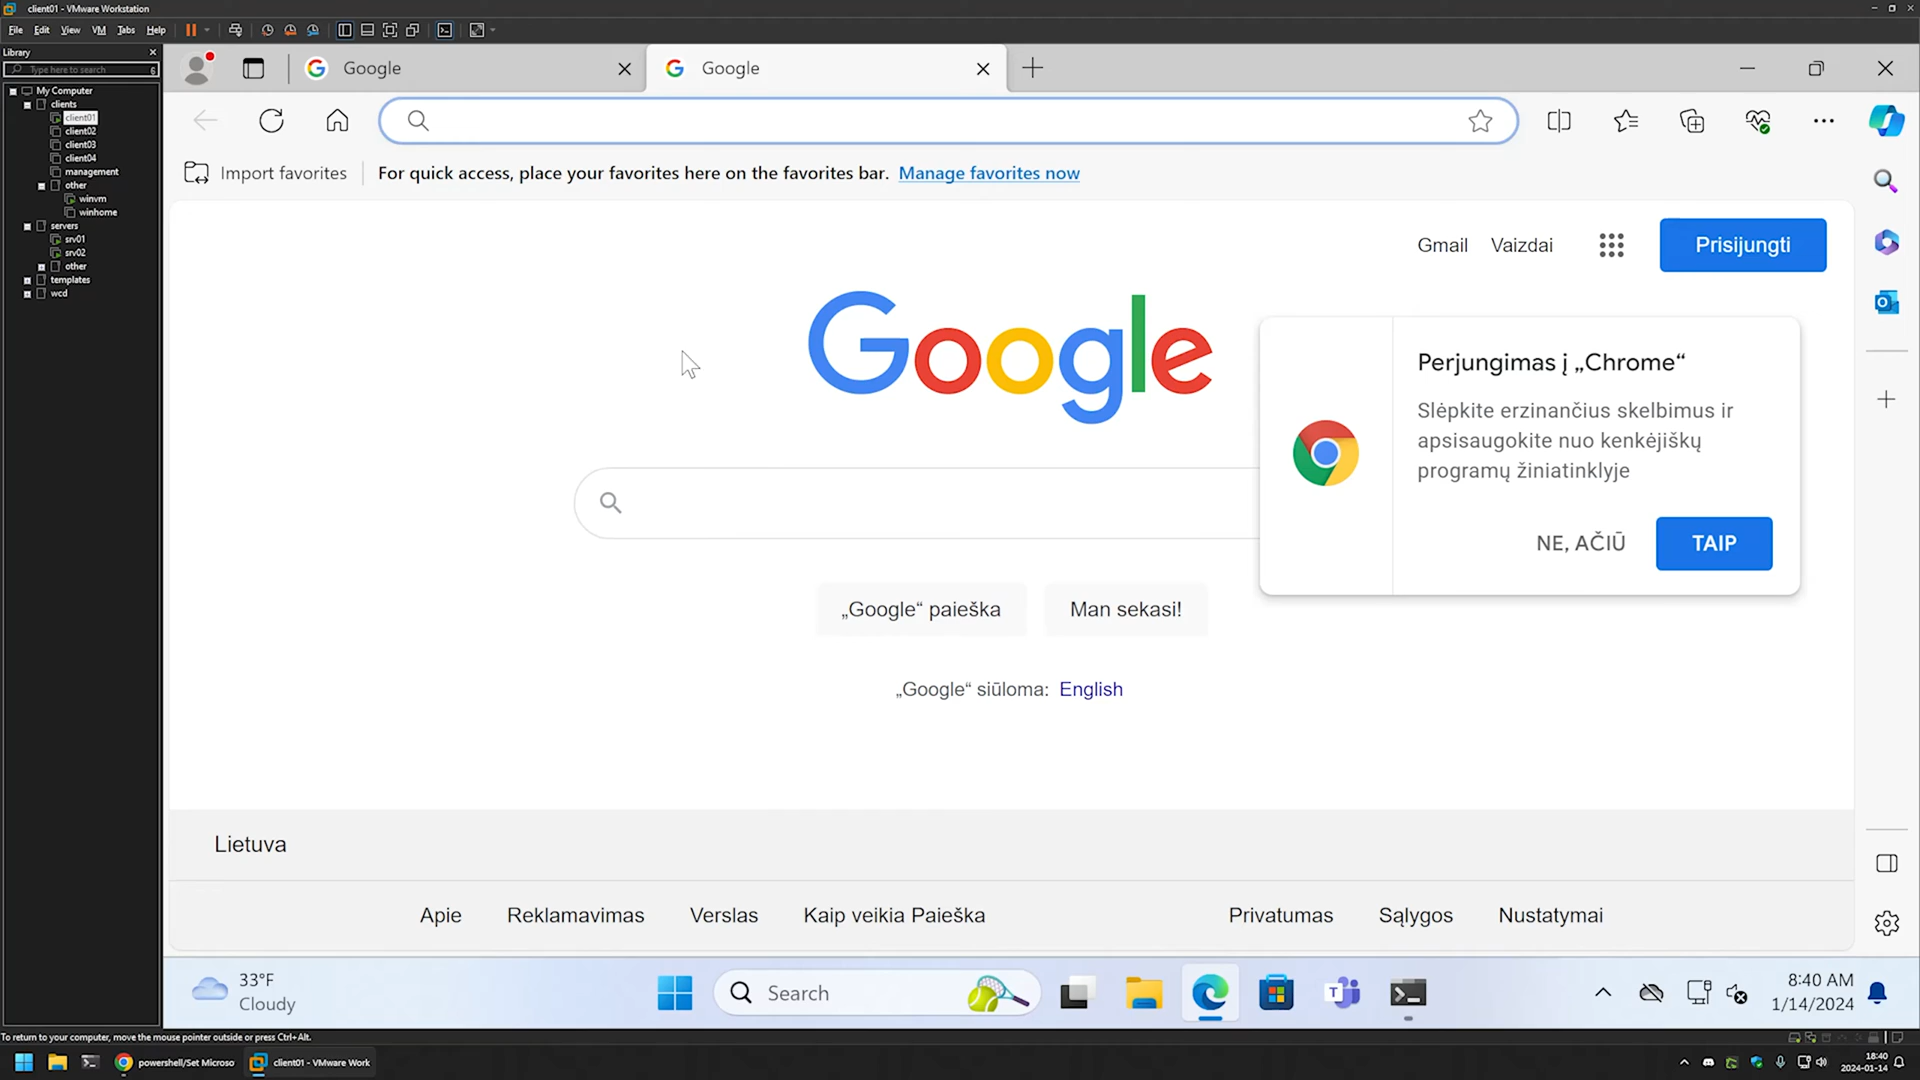 client01 - VMware Workstation
File Edit View VM Tabs Help
Library
Type here to search
My Computer
clients
client01
client02
client03
client04
management
other
winvm
winhome
servers
srv01
srv02
other
templates
wcd
Google
Google
Import favorites
For quick access, place your favorites here on the favorites bar. Manage favorites now
Gmail Vaizdai
Prisijungti
Google
Perjungimas į „Chrome“
Slėpkite erzinančius skelbimus ir
apsisaugokite nuo kenkėjiškų
programų žiniatinklyje
NE, AČIŪ TAIP
„Google“ paieška Man sekasi!
„Google“ siūloma: English
Lietuva
Apie Reklamavimas Verslas Kaip veikia Paieška Privatumas Sąlygos Nustatymai
33°F
Cloudy
Search
8:40 AM
1/14/2024
To return to your computer, move the mouse pointer outside or press Ctrl+Alt.
powershell/Set Microso
client01 - VMware Work
18:40
2024-01-14